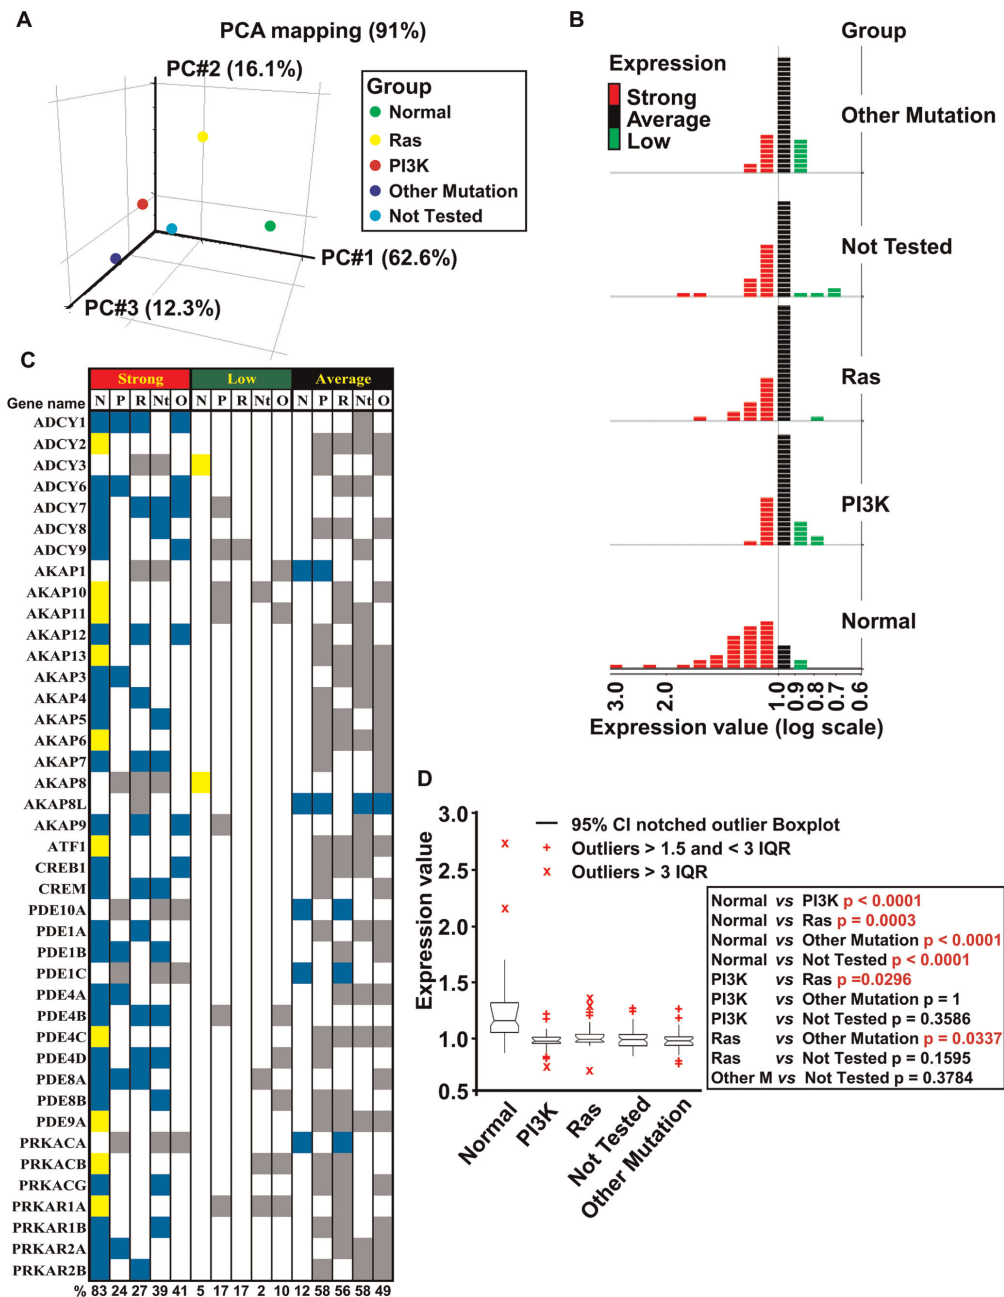 A
PCA mapping (91%)
PC#2 (16.1%)
Group
Normal
Ras
PI3K
Other Mutation
Not Tested
PC#1 (62.6%)
PC#3 (12.3%)
B
Group
Expression
Strong
Average
Low
Other Mutation
Not Tested
Ras
PI3K
Normal
3.0 2.0 1.0 0.9 0.8 0.7 0.6
Expression value (log scale)
C
Strong Low Average
Gene name N P R Nt O N P R Nt O N P R Nt O
ADCY1
ADCY2
ADCY3
ADCY6
ADCY7
ADCY8
ADCY9
AKAP1
AKAP10
AKAP11
AKAP12
AKAP13
AKAP3
AKAP4
AKAP5
AKAP6
AKAP7
AKAP8
AKAP8L
AKAP9
ATF1
CREB1
CREM
PDE10A
PDE1A
PDE1B
PDE1C
PDE4A
PDE4B
PDE4C
PDE4D
PDE8A
PDE8B
PDE9A
PRKACA
PRKACB
PRKACG
PRKAR1A
PRKAR1B
PRKAR2A
PRKAR2B
% 83 24 27 39 41 5 17 17 2 10 12 58 56 58 49
D
Expression value
3.0
2.5
2.0
1.5
1.0
0.5
95% CI notched outlier Boxplot
+ Outliers > 1.5 and < 3 IQR
x Outliers > 3 IQR
Normal
PI3K
Ras
Not Tested
Other Mutation
Normal vs PI3K p < 0.0001
Normal vs Ras p = 0.0003
Normal vs Other Mutation p < 0.0001
Normal vs Not Tested p < 0.0001
PI3K vs Ras p =0.0296
PI3K vs Other Mutation p = 1
PI3K vs Not Tested p = 0.3586
Ras vs Other Mutation p = 0.0337
Ras vs Not Tested p = 0.1595
Other M vs Not Tested p = 0.3784